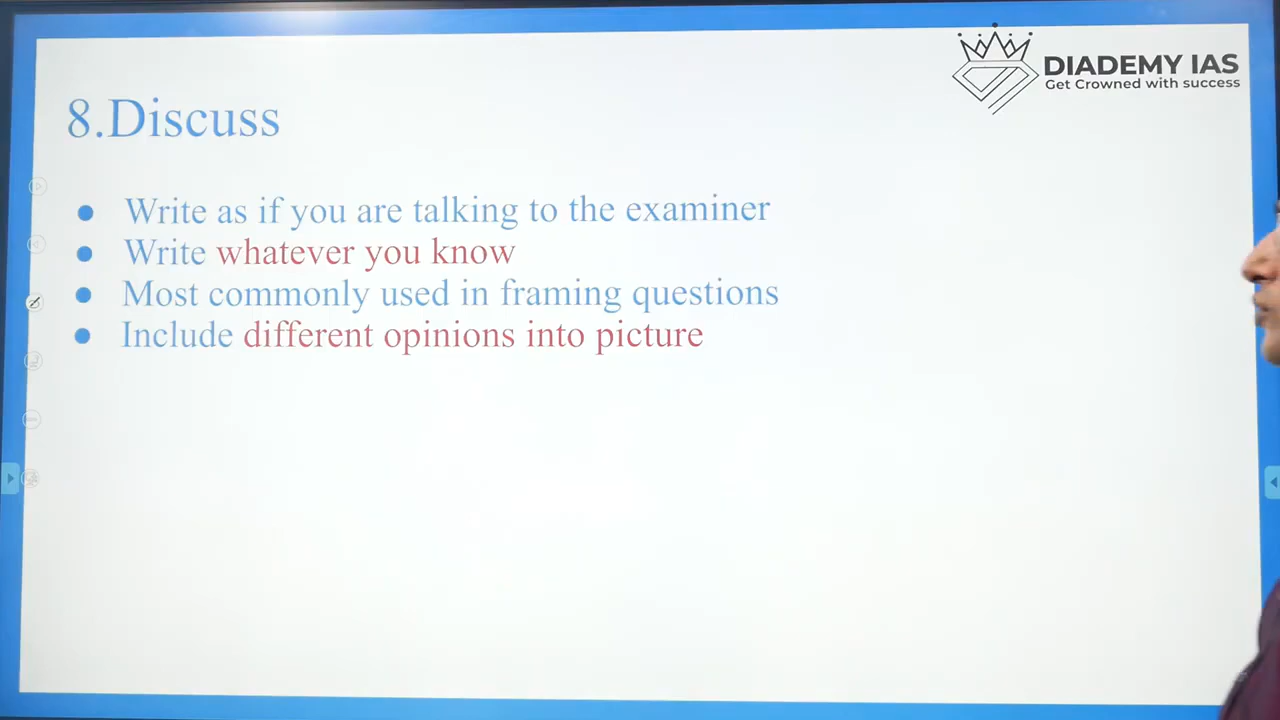 DIADEMY IAS
Get Crowned with success
8.Discuss
● Write as if you are talking to the examiner
● Write whatever you know
● Most commonly used in framing questions
● Include different opinions into picture